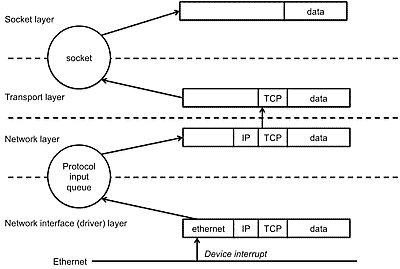 Socket layer
data
socket
Transport layer
TCP data
Network layer
IP TCP data
Protocol
input
queue
Network interface (driver) layer
ethernet IP TCP data
Device interrupt
Ethernet